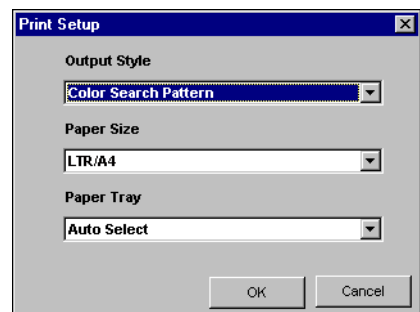 Print Setup
Output Style
Color Search Pattern
Paper Size
LTR/A4
Paper Tray
Auto Select
OK Cancel